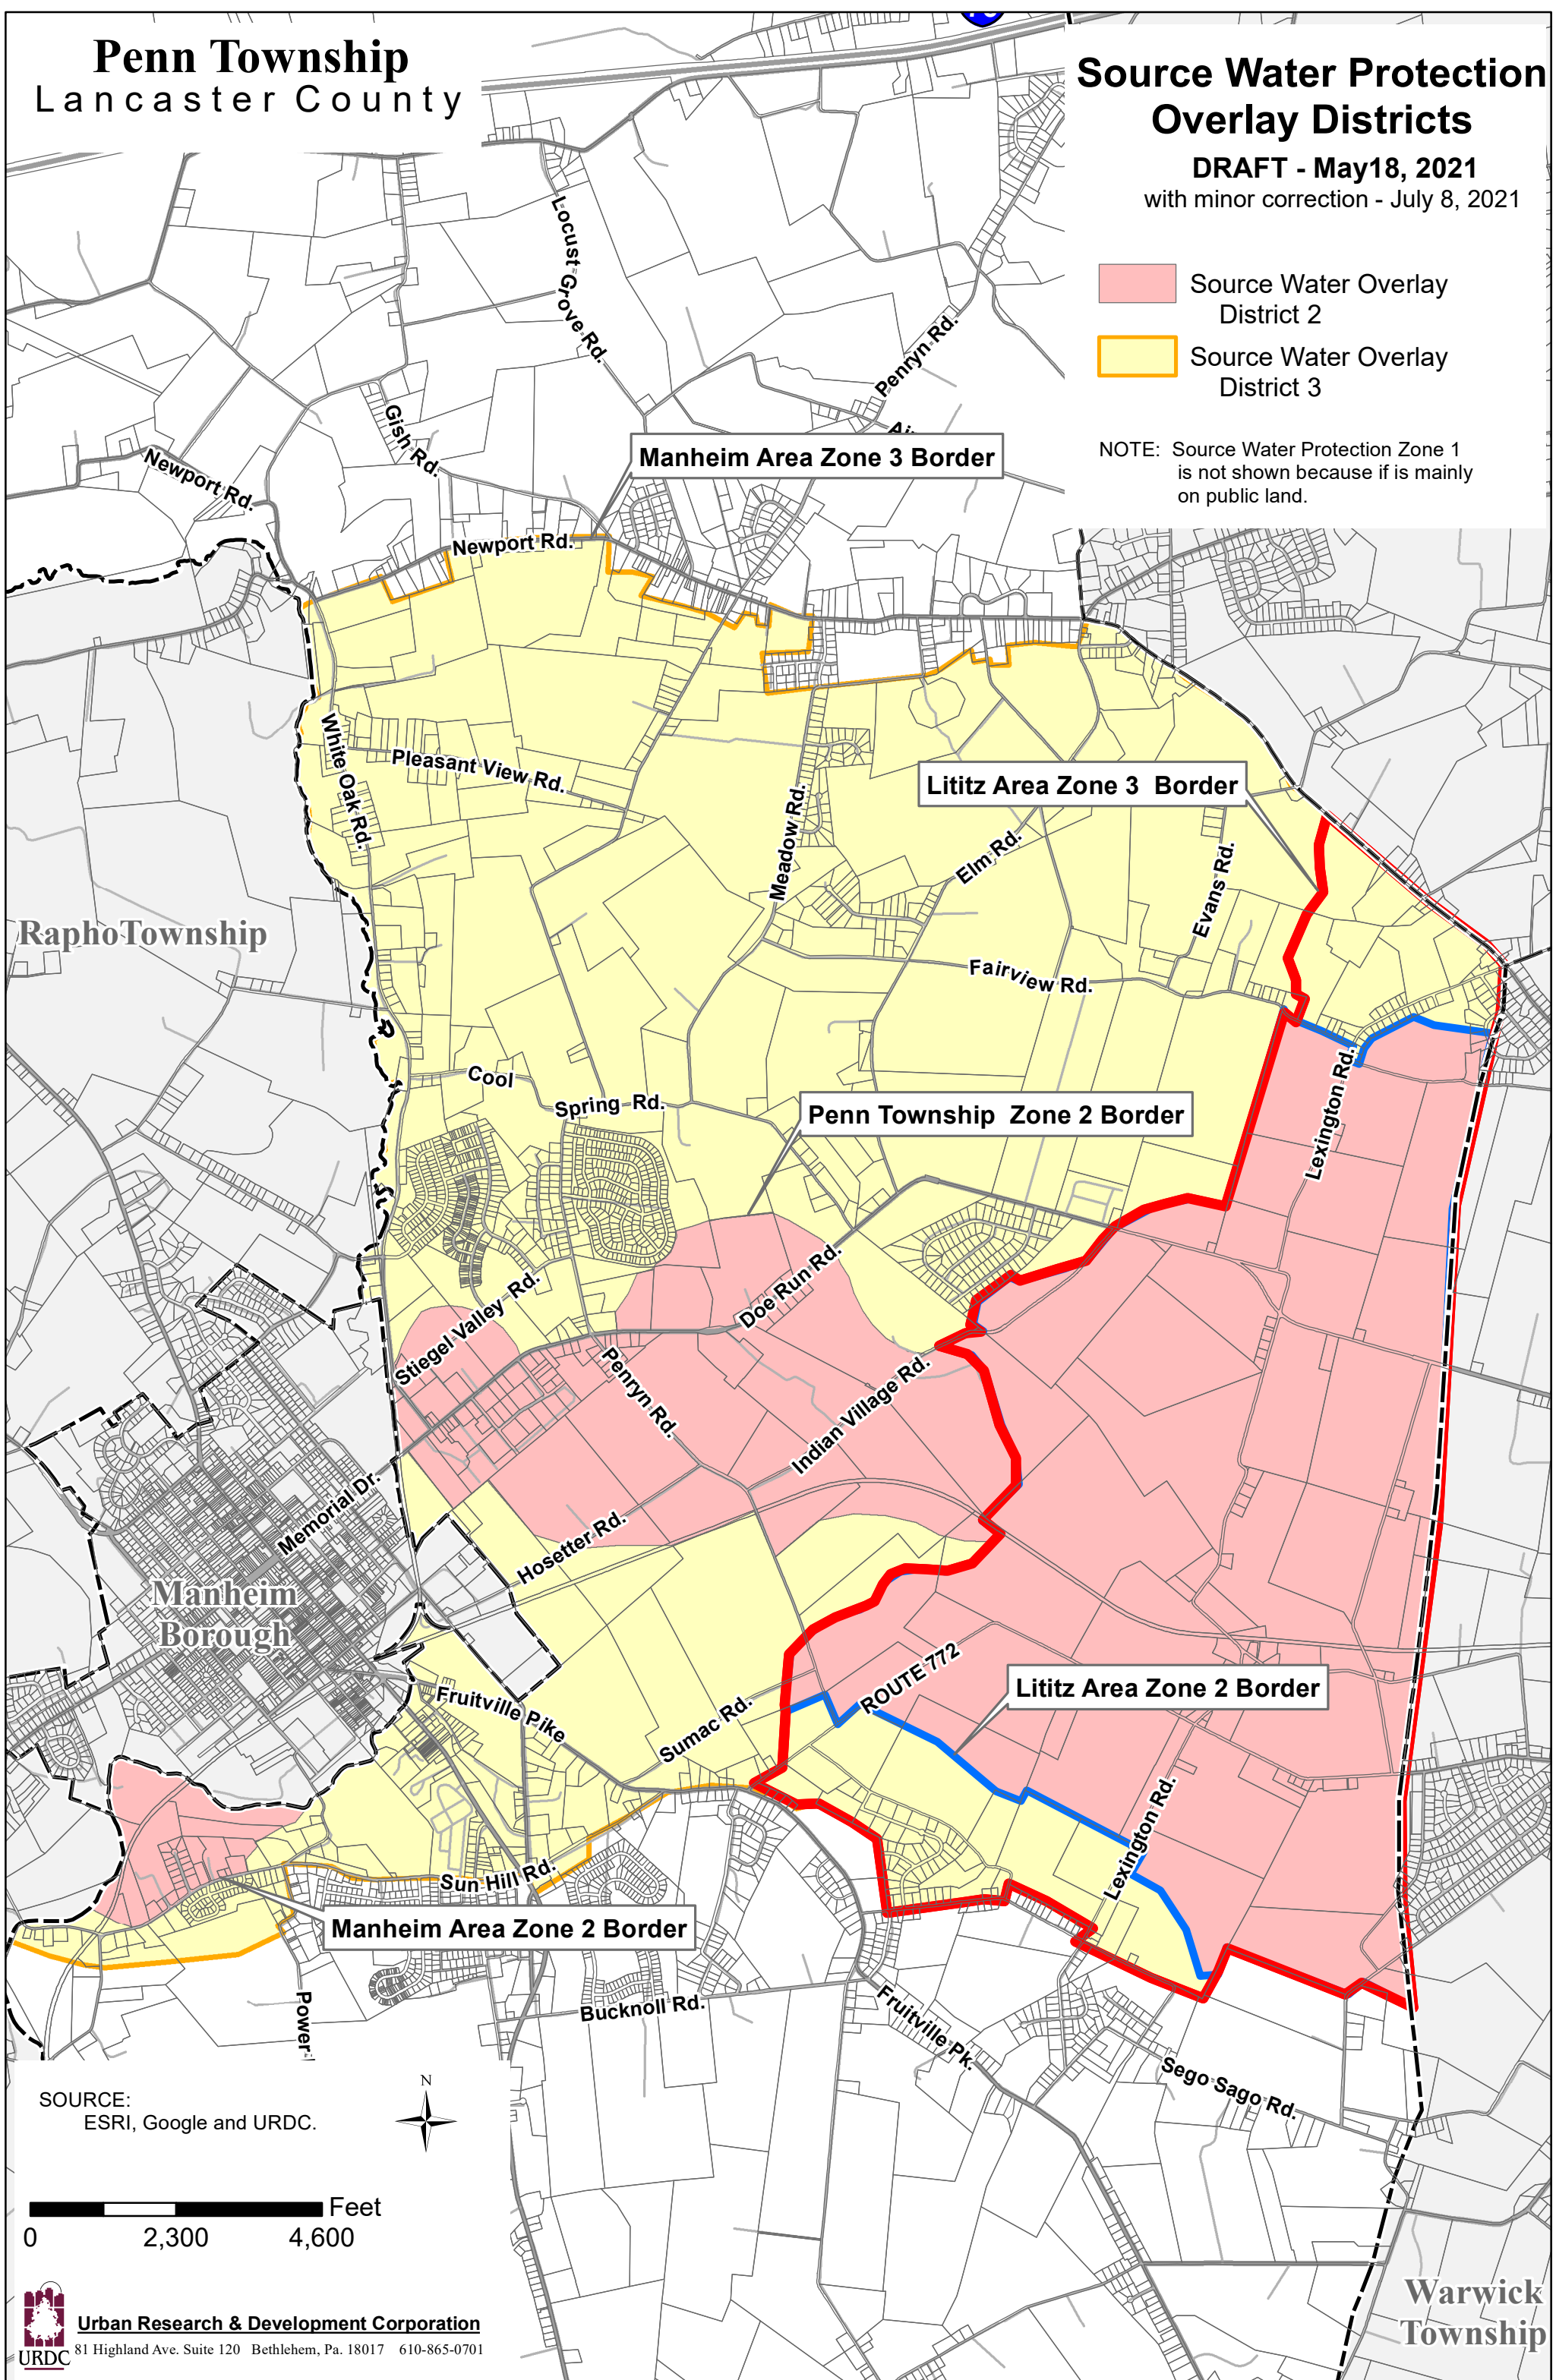 Penn Township
Lancaster County
Source Water Protection
Overlay Districts
DRAFT - May18, 2021
with minor correction - July 8, 2021
Source Water Overlay
District 2
Source Water Overlay
District 3
NOTE: Source Water Protection Zone 1
is not shown because if is mainly
on public land.
Locust Grove Rd.
Penryn Rd.
Gish Rd.
Newport Rd.
Manheim Area Zone 3 Border
Newport Rd.
White Oak Rd.
Pleasant View Rd.
Meadow Rd.
Lititz Area Zone 3 Border
Elm Rd.
Evans Rd.
Rapho Township
Fairview Rd.
Cool
Spring Rd.
Penn Township Zone 2 Border
Lexington Rd.
Stiegel Valley Rd.
Doe Run Rd.
Penryn Rd.
Indian Village Rd.
Memorial Dr.
Hosetter Rd.
Manheim
Borough
ROUTE 772
Lititz Area Zone 2 Border
Fruitville Pike
Sumac Rd.
Lexington Rd.
Sun Hill Rd.
Manheim Area Zone 2 Border
Power
Bucknoll Rd.
Fruitville Pk.
Sego Sago Rd.
SOURCE:
ESRI, Google and URDC.
N
Feet
0 2,300 4,600
Warwick
Township
URDC
Urban Research & Development Corporation
81 Highland Ave. Suite 120 Bethlehem, Pa. 18017 610-865-0701